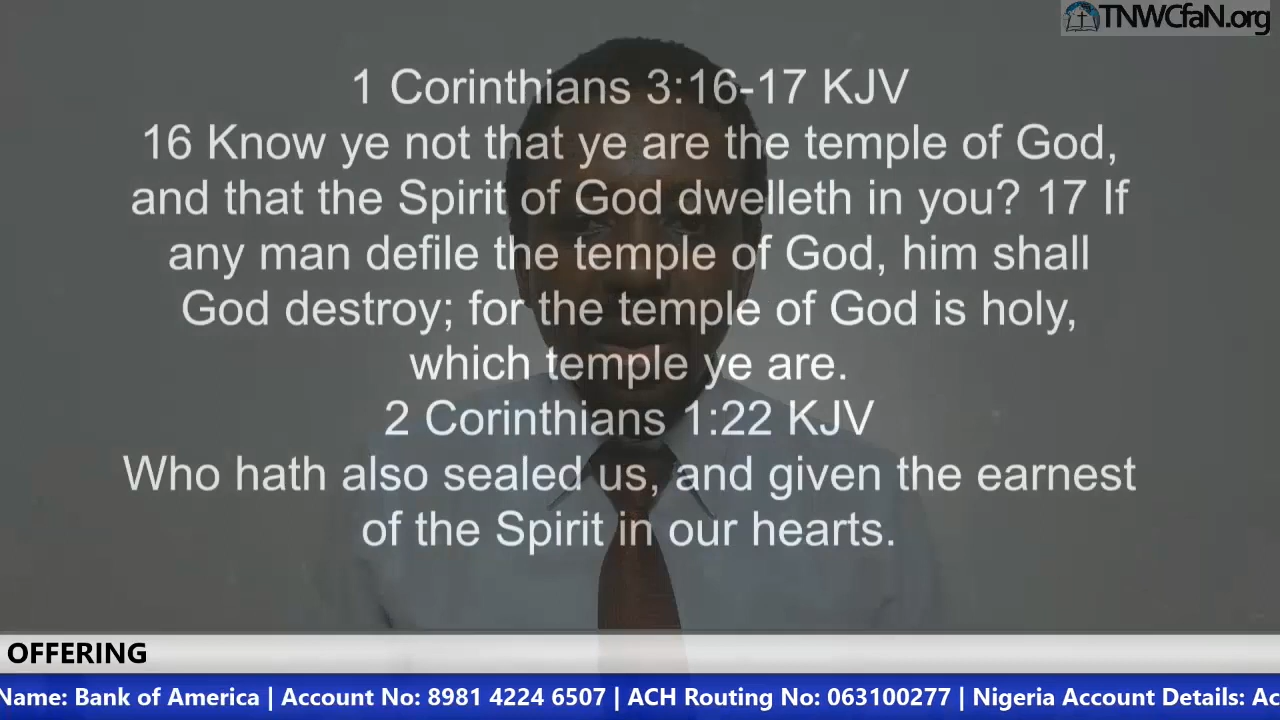 TNWCfaN.org
1 Corinthians 3:16-17 KJV
16 Know ye not that ye are the temple of God,
and that the Spirit of God dwelleth in you? 17 If
any man defile the temple of God, him shall
God destroy; for the temple of God is holy,
which temple ye are.
2 Corinthians 1:22 KJV
Who hath also sealed us, and given the earnest
of the Spirit in our hearts.
OFFERING
Name: Bank of America | Account No: 8981 4224 6507 | ACH Routing No: 063100277 | Nigeria Account Details: Ac